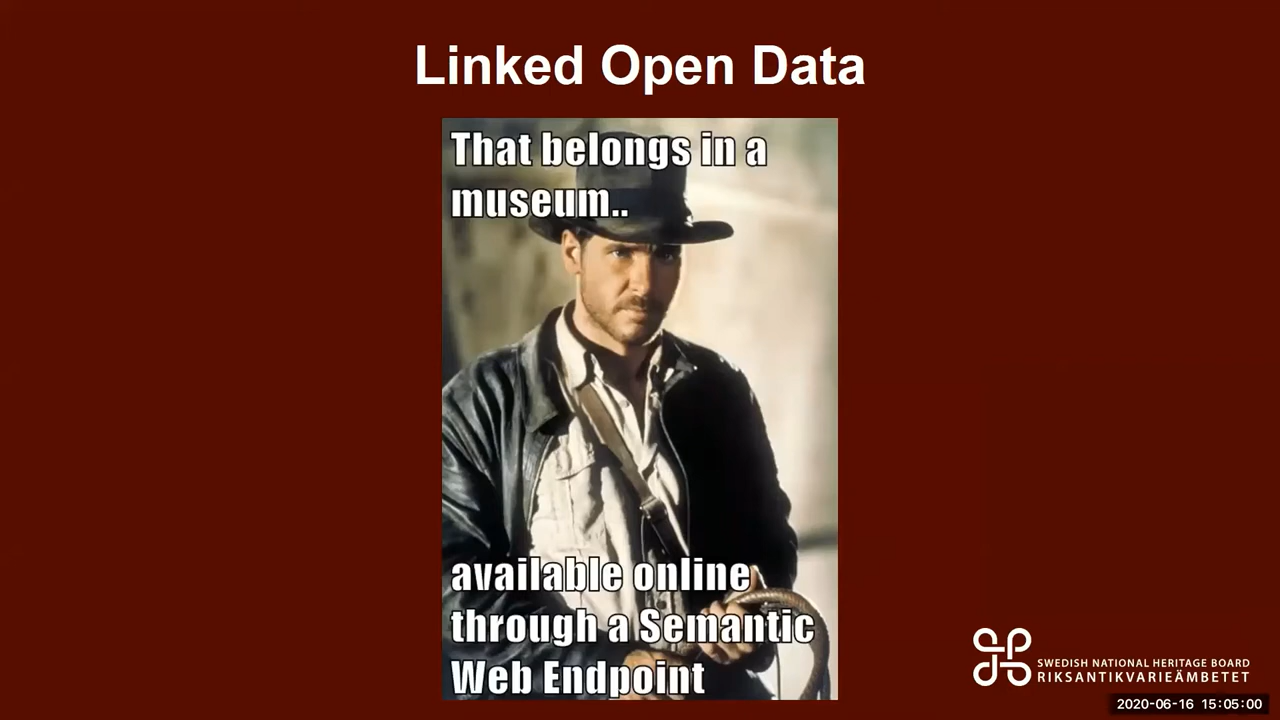 Linked Open Data
That belongs in a
museum..
available online
through a Semantic
Web Endpoint
SWEDISH NATIONAL HERITAGE BOARD
RIKSANTIKVARIEÄMBETET
2020-06-16 15:05:00